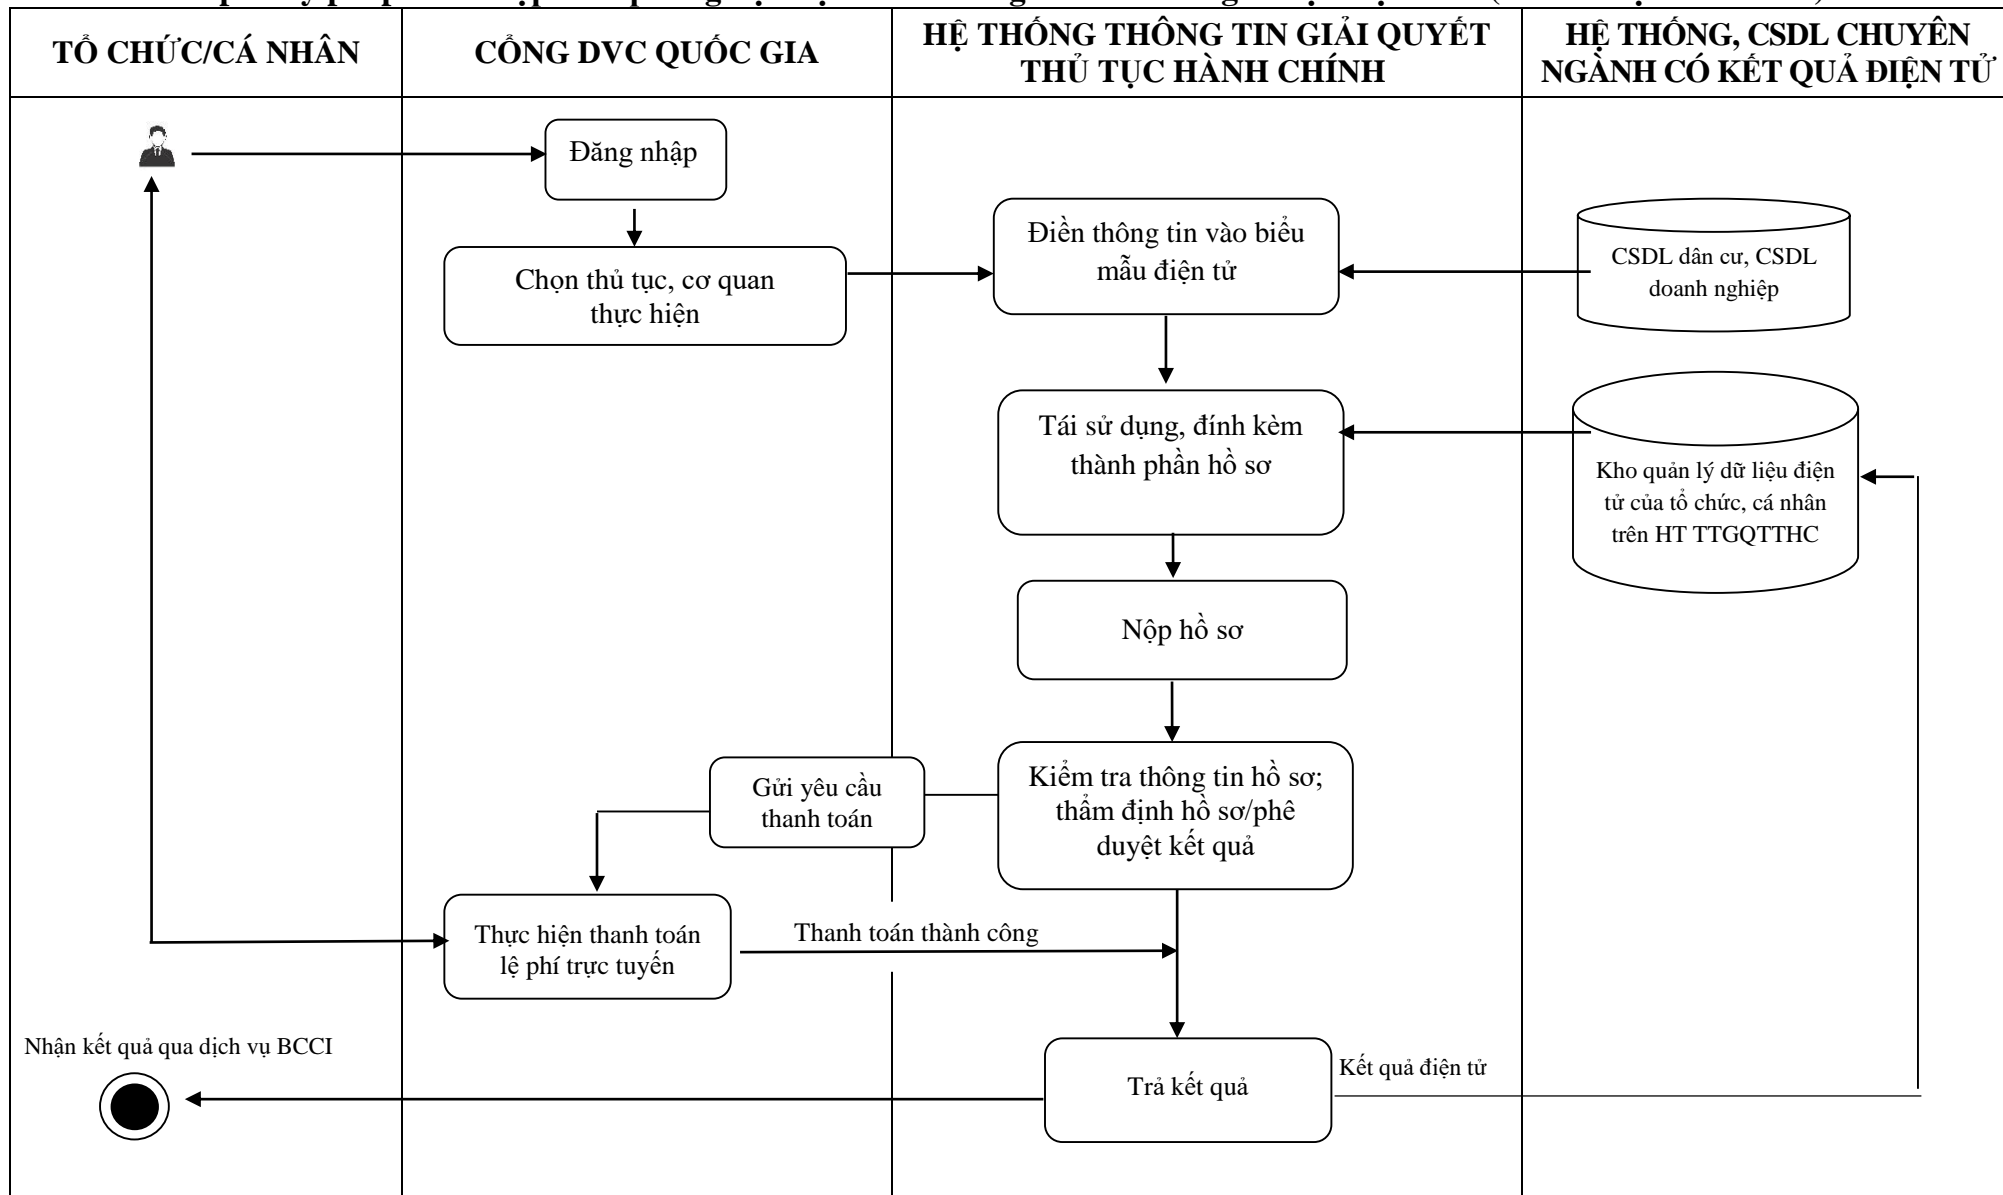 TỔ CHỨC/CÁ NHÂN
CỔNG DVC QUỐC GIA
HỆ THỐNG THÔNG TIN GIẢI QUYẾT
THỦ TỤC HÀNH CHÍNH
HỆ THỐNG, CSDL CHUYÊN
NGÀNH CÓ KẾT QUẢ ĐIỆN TỬ
Đăng nhập
Chọn thủ tục, cơ quan
thực hiện
Điền thông tin vào biểu
mẫu điện tử
CSDL dân cư, CSDL
doanh nghiệp
Tái sử dụng, đính kèm
thành phần hồ sơ
Kho quản lý dữ liệu điện
tử của tổ chức, cá nhân
trên HT TTGQTTHC
Nộp hồ sơ
Kiểm tra thông tin hồ sơ;
thẩm định hồ sơ/phê
duyệt kết quả
Gửi yêu cầu
thanh toán
Thực hiện thanh toán
lệ phí trực tuyến
Thanh toán thành công
Nhận kết quả qua dịch vụ BCCI
Trả kết quả
Kết quả điện tử